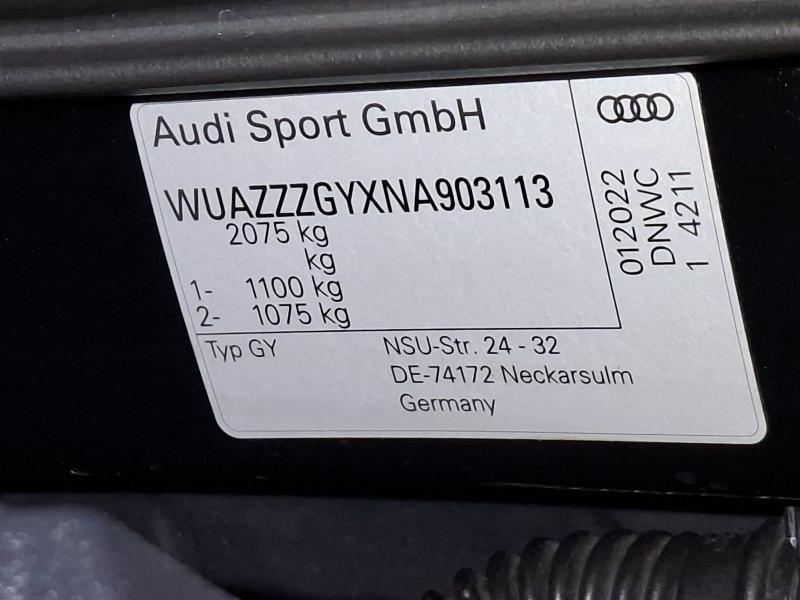 Audi Sport GmbH
WUAZZZGYXNA903113
2075 kg
kg
1- 1100 kg
2- 1075 kg
Typ GY
NSU-Str. 24 - 32
DE-74172 Neckarsulm
Germany
012022
DNWC
1 4211